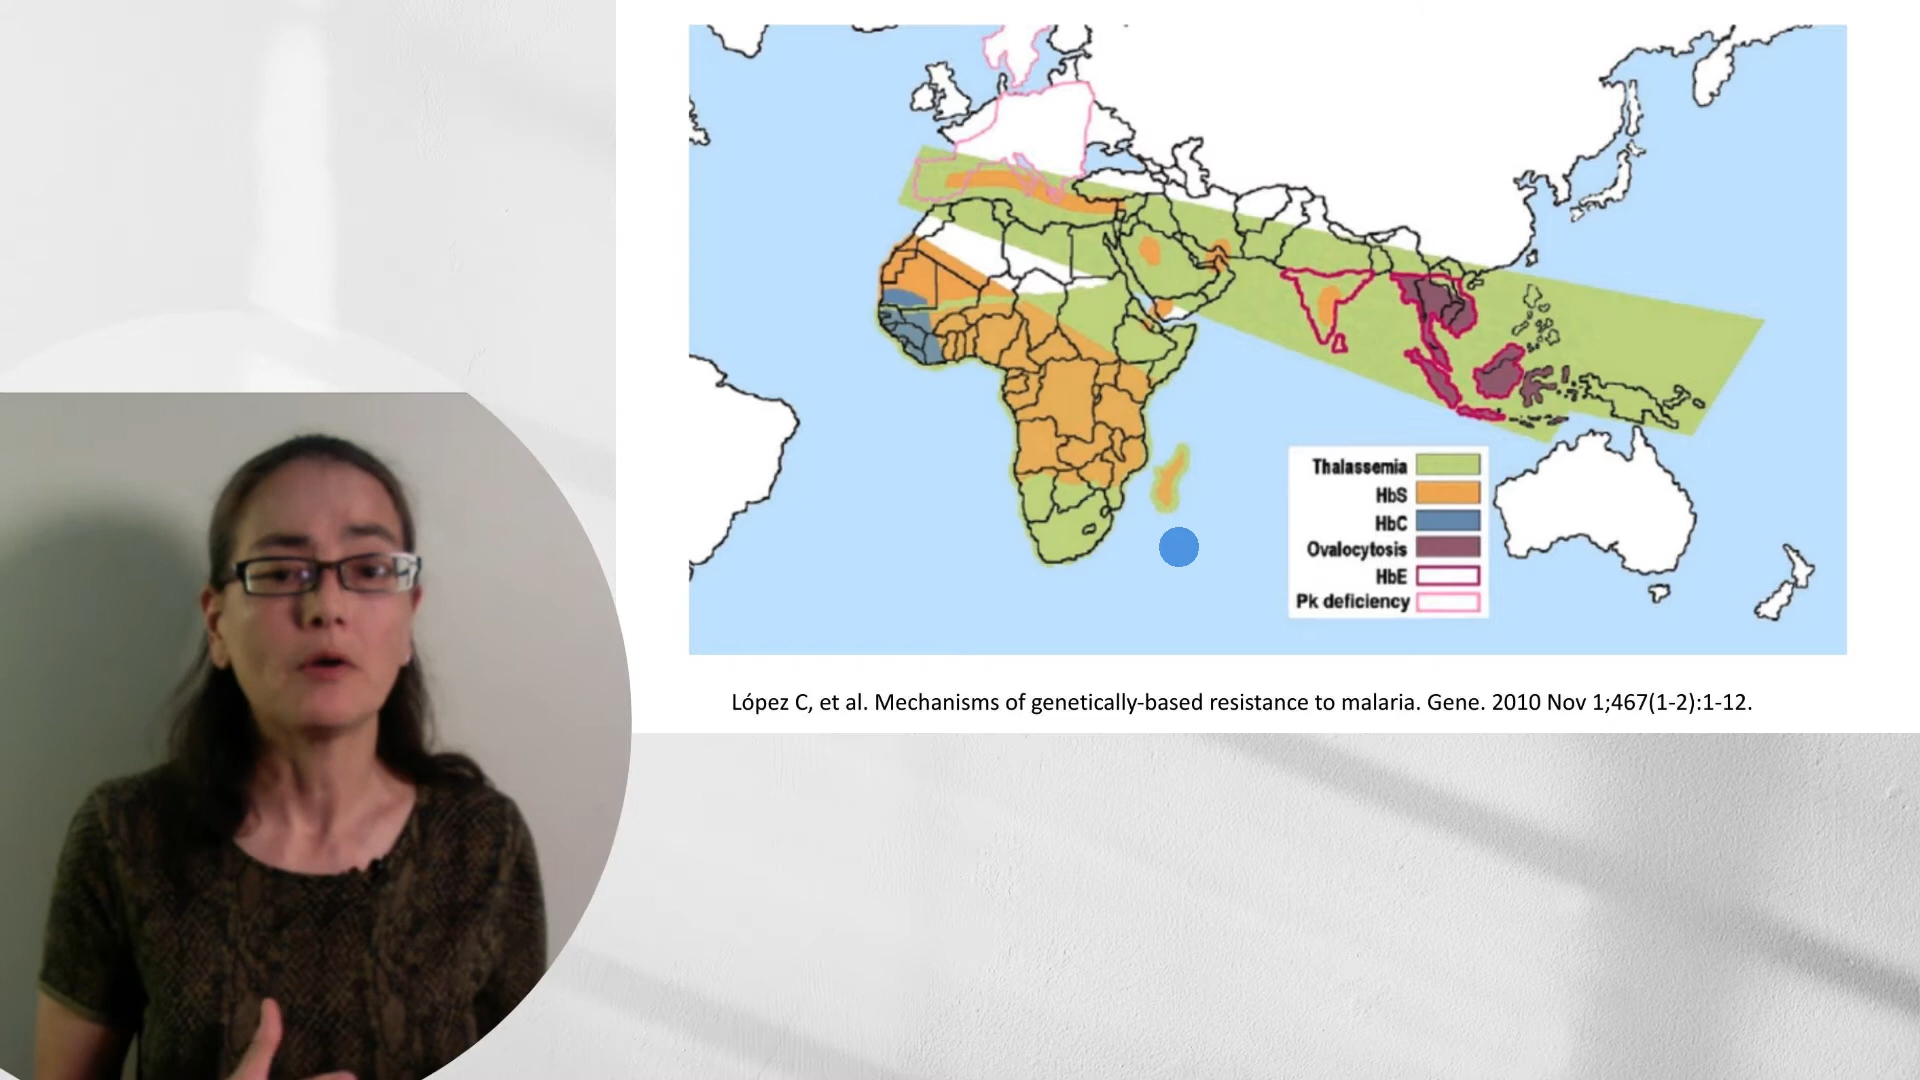 Thalassemia
HbS
HbC
Ovalocytosis
HbE
Pk deficiency
López C, et al. Mechanisms of genetically-based resistance to malaria. Gene. 2010 Nov 1;467(1-2):1-12.